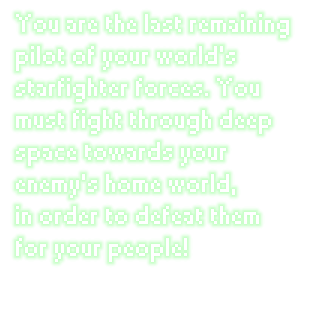 You are the last remaining
pilot of your world's
starfighter forces. You
must fight through deep
space towards your
enemy's home world,
in order to defeat them
for your people!